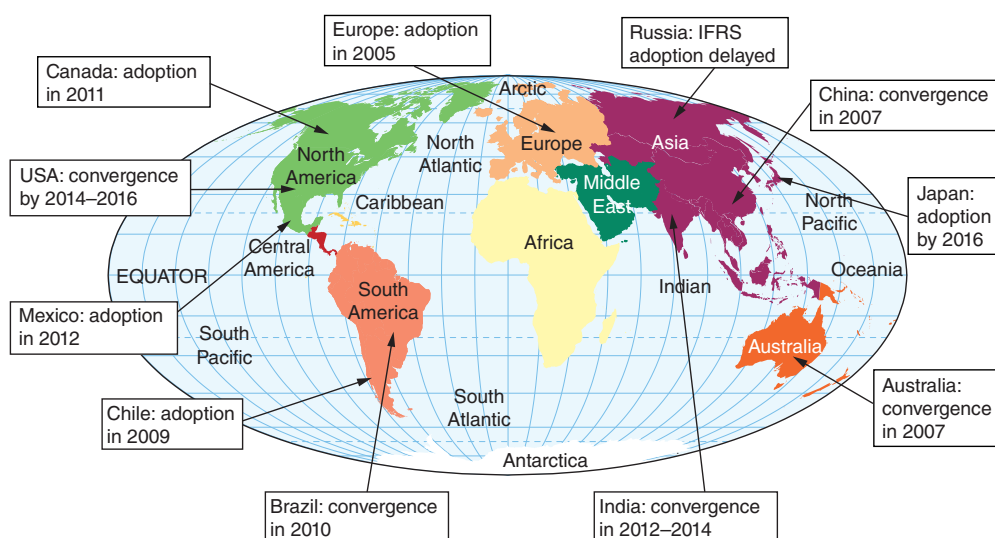 Europe: adoption
in 2005
Russia: IFRS
adoption delayed
Canada: adoption
in 2011
China: convergence
in 2007
Arctic
North
Atlantic
Europe
Asia
North
America
USA: convergence
by 2014–2016
Middle
East
Caribbean
North
Pacific
Japan:
adoption
by 2016
Central
America
Africa
EQUATOR
Oceania
South
America
Indian
Mexico: adoption
in 2012
South
Pacific
Australia
Australia:
convergence
in 2007
Chile: adoption
in 2009
South
Atlantic
Antarctica
Brazil: convergence
in 2010
India: convergence
in 2012–2014